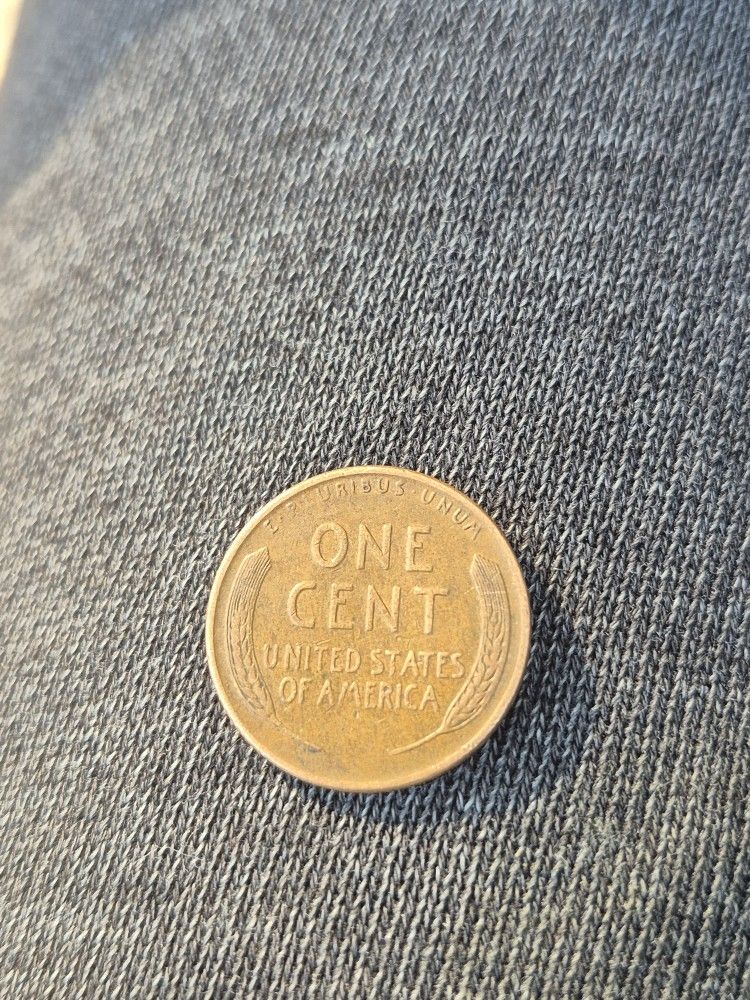 E·PLURIBUS·UNUM
ONE
CENT
UNITED STATES
OF AMERICA